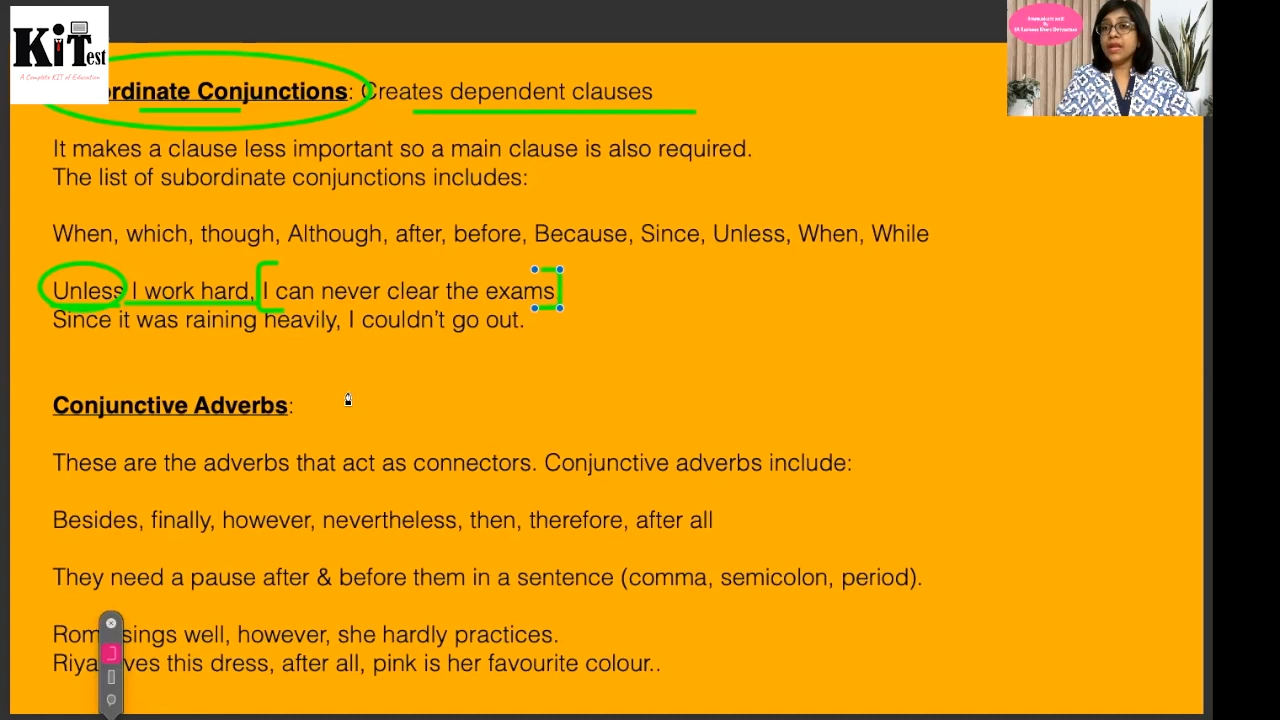 KiTest
A Complete KIT of Education
ordinate Conjunctions: Creates dependent clauses
It makes a clause less important so a main clause is also required.
The list of subordinate conjunctions includes:
When, which, though, Although, after, before, Because, Since, Unless, When, While
Unless I work hard, I can never clear the exams
Since it was raining heavily, I couldn't go out.
Conjunctive Adverbs:
These are the adverbs that act as connectors. Conjunctive adverbs include:
Besides, finally, however, nevertheless, then, therefore, after all
They need a pause after & before them in a sentence (comma, semicolon, period).
Rom sings well, however, she hardly practices.
Riya ves this dress, after all, pink is her favourite colour..